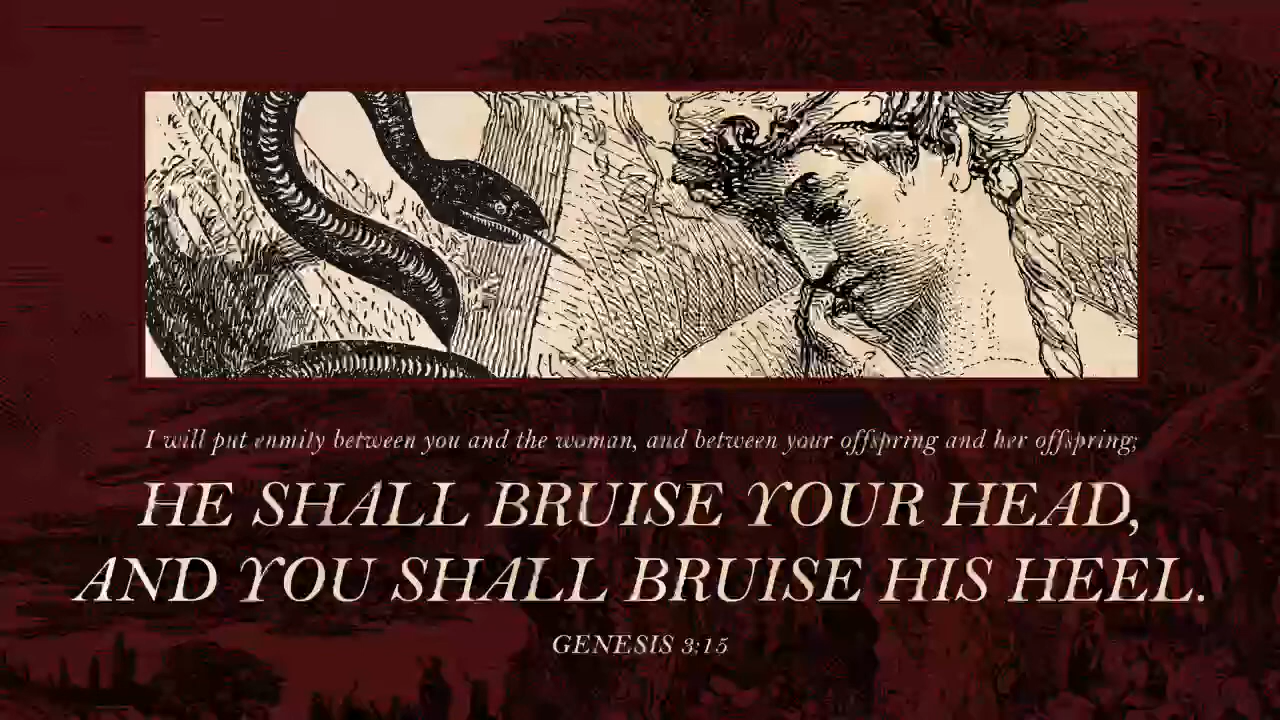 I will put enmity between you and the woman, and between your offspring and her offspring;
HE SHALL BRUISE YOUR HEAD,
AND YOU SHALL BRUISE HIS HEEL.
GENESIS 3:15